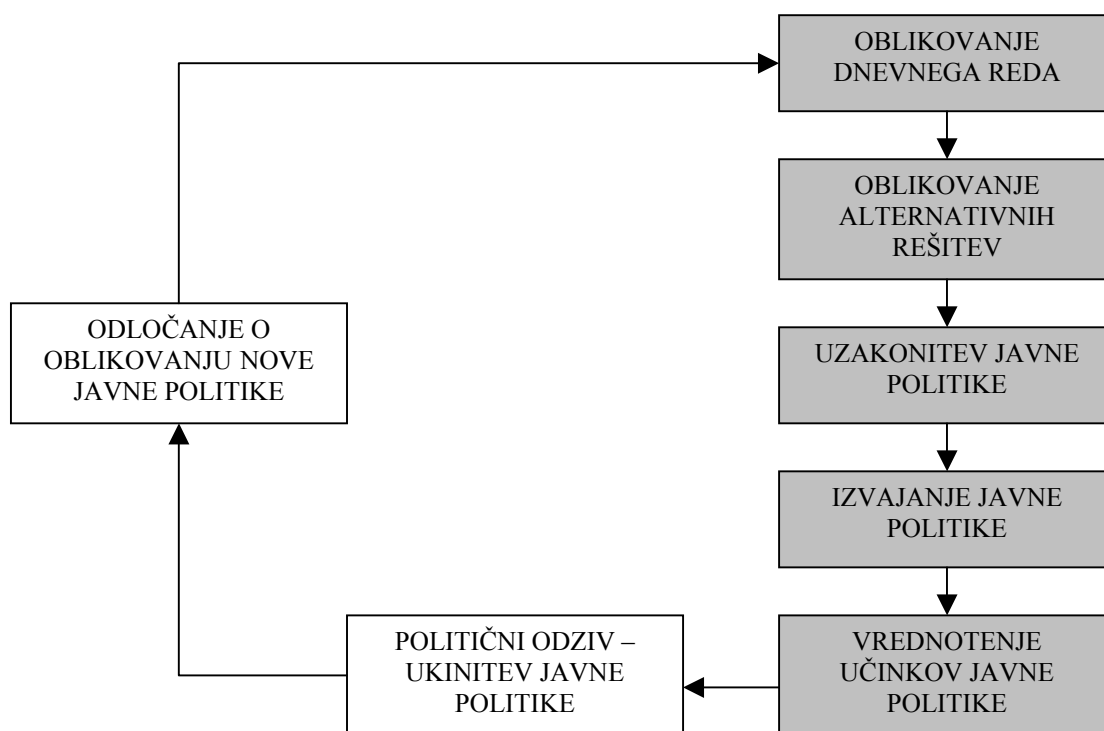 OBLIKOVANJE
DNEVNEGA REDA
OBLIKOVANJE
ALTERNATIVNIH
REŠITEV
UZAKONITEV JAVNE
POLITIKE
IZVAJANJE JAVNE
POLITIKE
VREDNOTENJE
UČINKOV JAVNE
POLITIKE
POLITIČNI ODZIV –
UKINITEV JAVNE
POLITIKE
ODLOČANJE O
OBLIKOVANJU NOVE
JAVNE POLITIKE